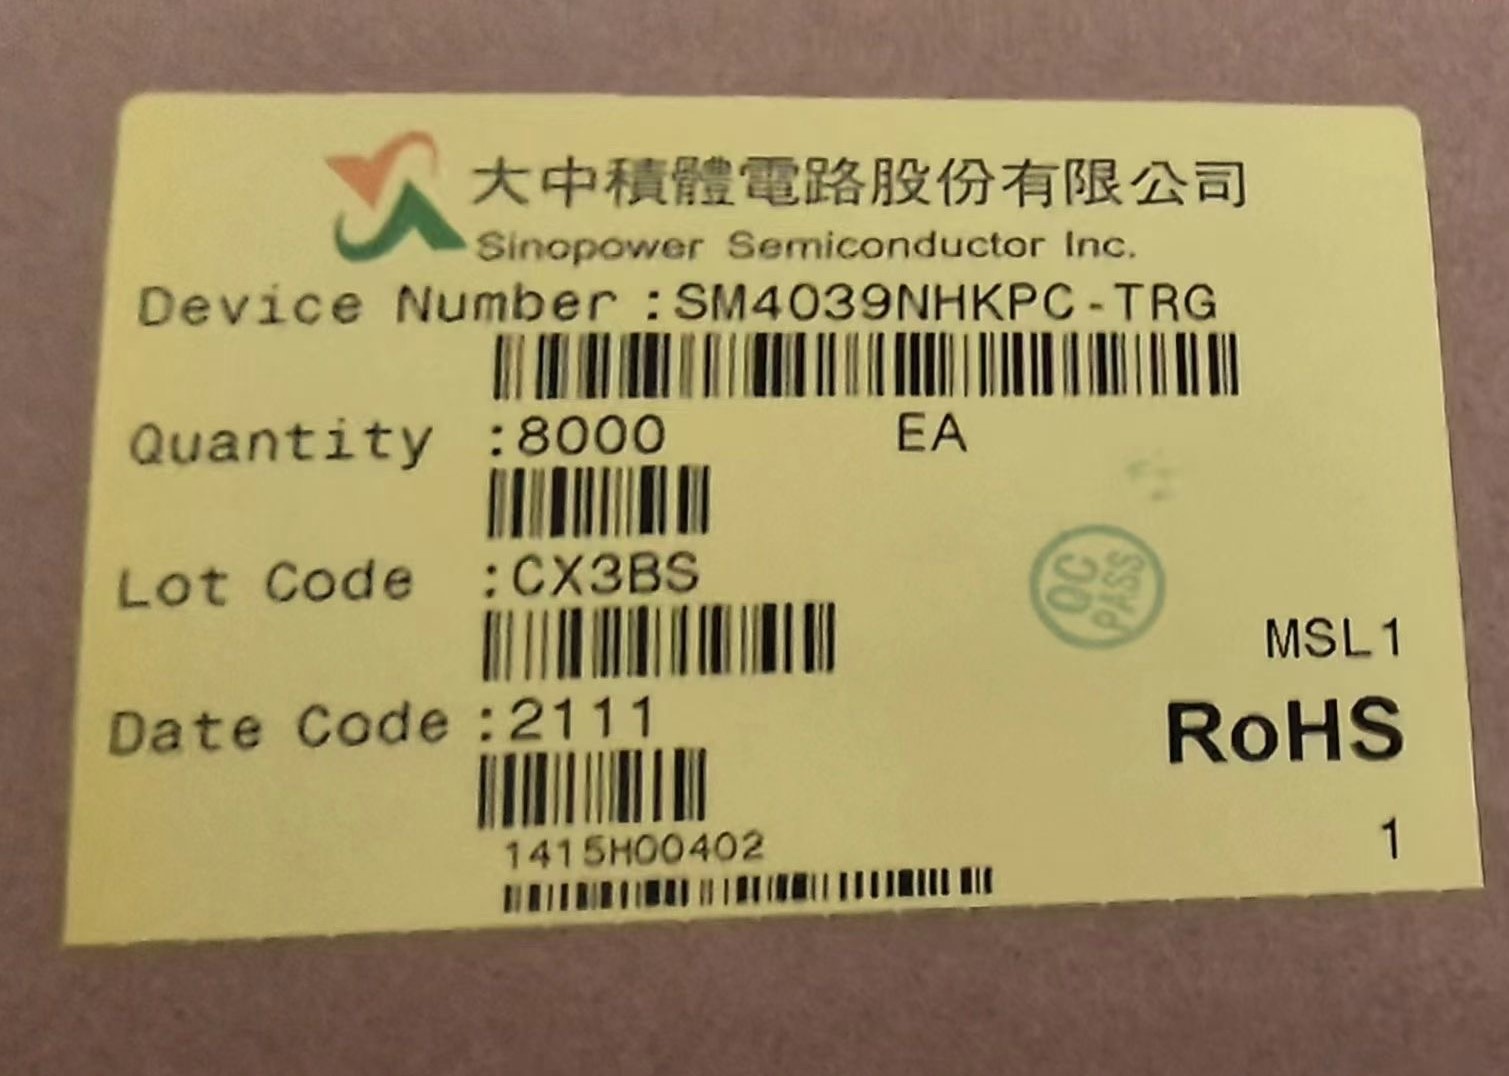 大中積體電路股份有限公司
Sinopower Semiconductor Inc.
Device Number :SM4039NHKPC-TRG
Quantity :8000 EA
Lot Code :CX3BS
QC PASS
MSL1
Date Code :2111
RoHS
1415H00402
1